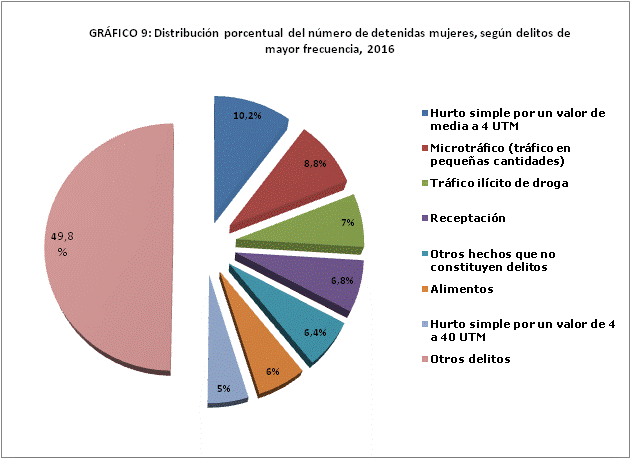 GRÁFICO 9: Distribución porcentual del número de detenidas mujeres, según delitos de
mayor frecuencia, 2016
10,2%
8,8%
7%
6,8%
6,4%
6%
5%
49,8
%
Hurto simple por un valor de
media a 4 UTM
Microtráfico (tráfico en
pequeñas cantidades)
Tráfico ilícito de droga
Receptación
Otros hechos que no
constituyen delitos
Alimentos
Hurto simple por un valor de 4
a 40 UTM
Otros delitos